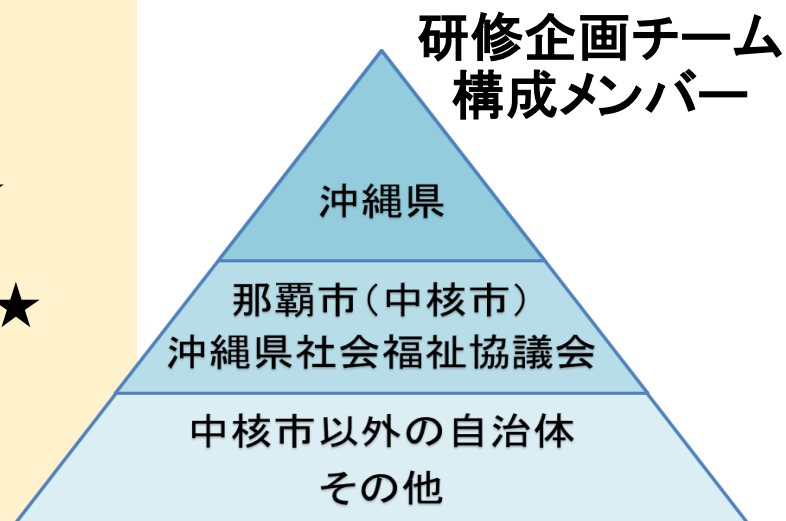 研修企画チーム
構成メンバー
沖縄県
★
那覇市（中核市）
沖縄県社会福祉協議会
中核市以外の自治体
その他